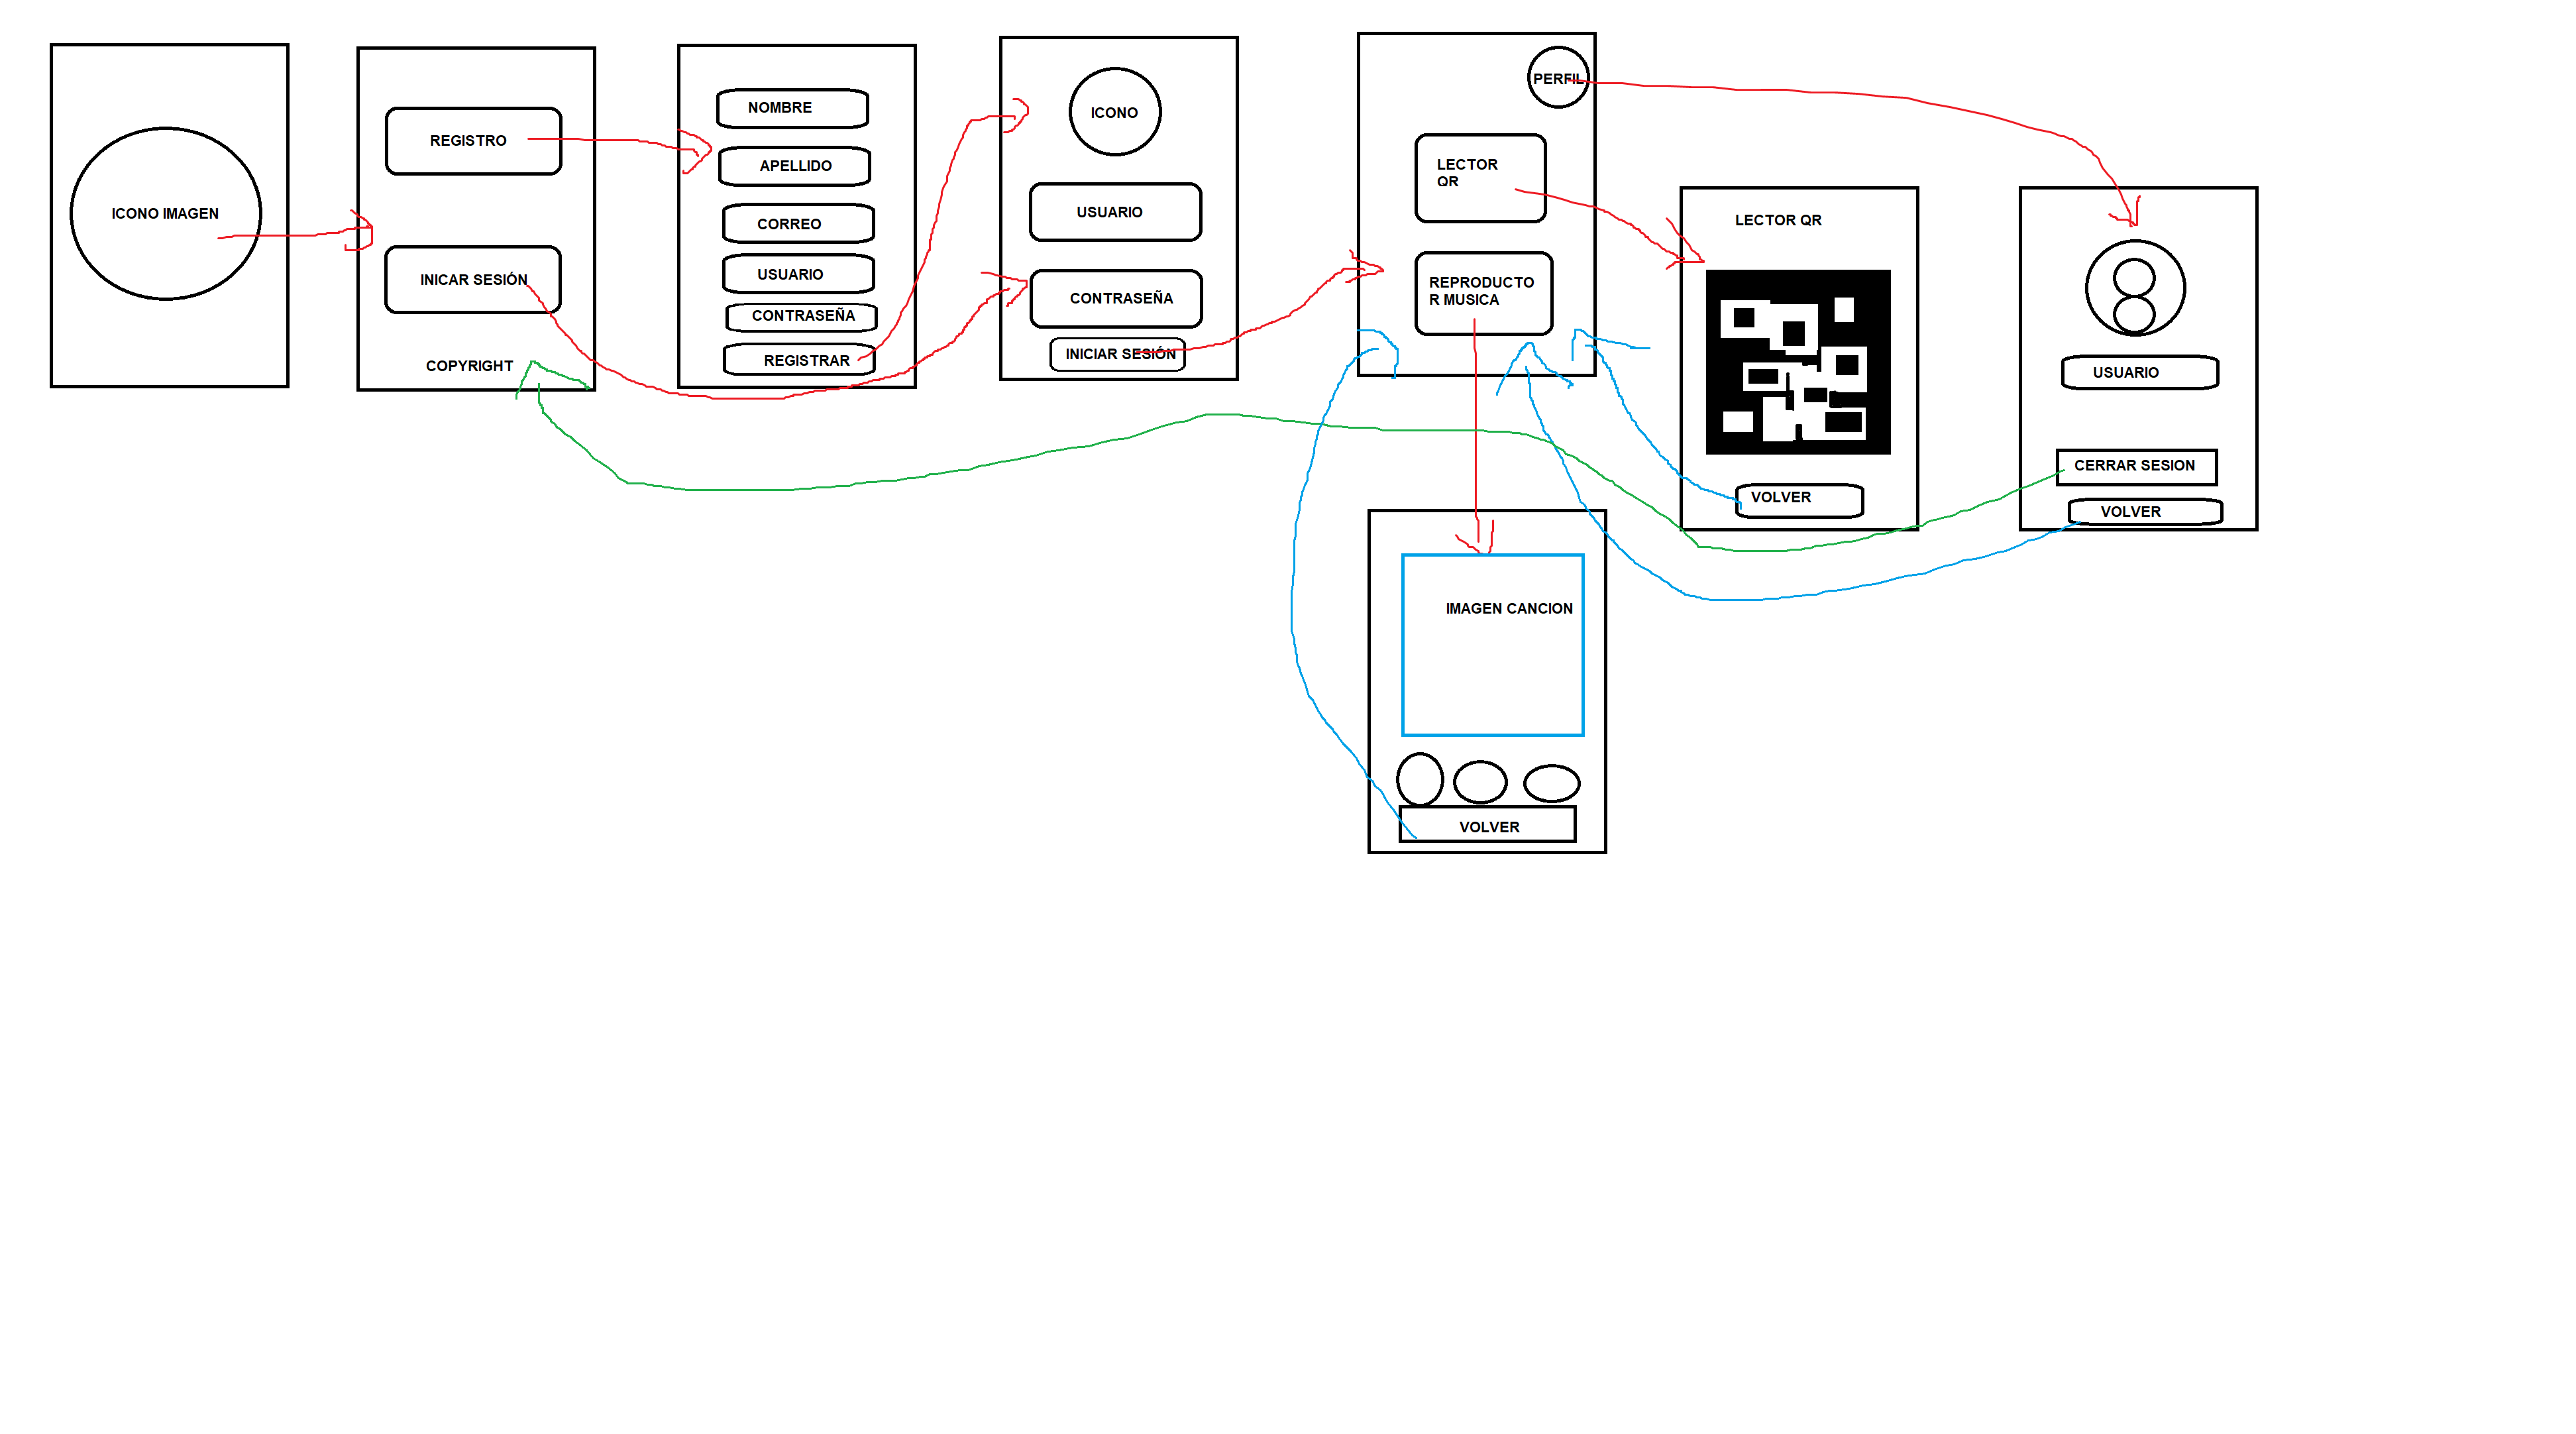 ICONO IMAGEN
REGISTRO
INICAR SESIÓN
COPYRIGHT
NOMBRE
APELLIDO
CORREO
USUARIO
CONTRASEÑA
REGISTRAR
ICONO
USUARIO
CONTRASEÑA
INICIAR SESIÓN
PERFIL
LECTOR
QR
REPRODUCTO
R MUSICA
LECTOR QR
VOLVER
USUARIO
CERRAR SESION
VOLVER
IMAGEN CANCION
VOLVER